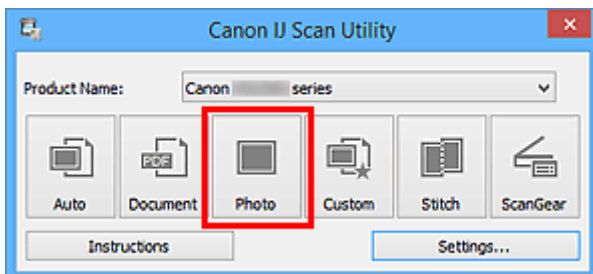 Canon IJ Scan Utility
Product Name: Canon series
PDF
Auto Document Photo Custom Stitch ScanGear
Instructions Settings...